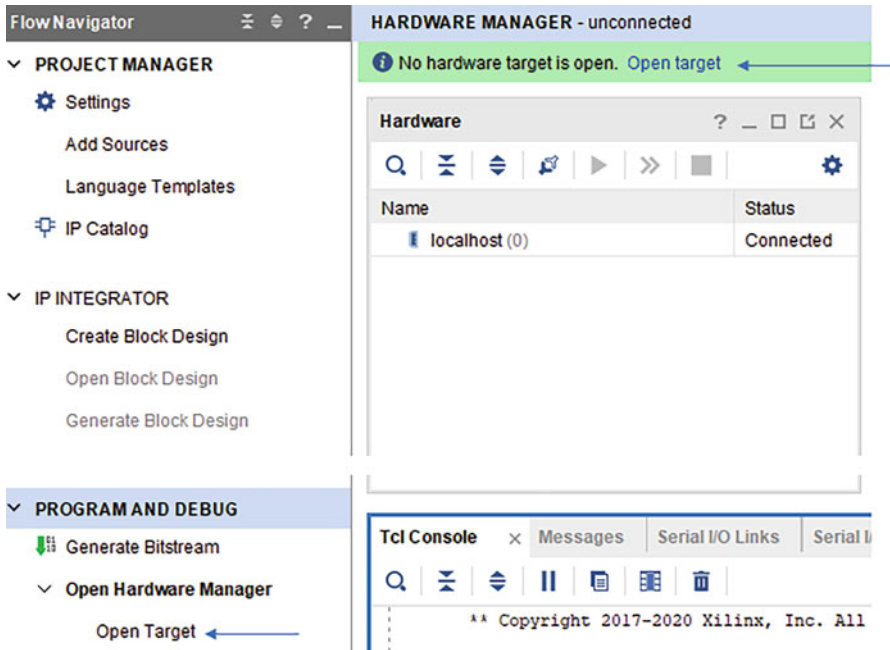 Flow Navigator ? _
PROJECT MANAGER
Settings
Add Sources
Language Templates
IP Catalog
IP INTEGRATOR
Create Block Design
Open Block Design
Generate Block Design
PROGRAM AND DEBUG
Generate Bitstream
Open Hardware Manager
Open Target
HARDWARE MANAGER - unconnected
No hardware target is open. Open target
Hardware ? _
Name Status
localhost (0) Connected
Tcl Console Messages Serial I/O Links Serial I/
** Copyright 2017-2020 Xilinx, Inc. All